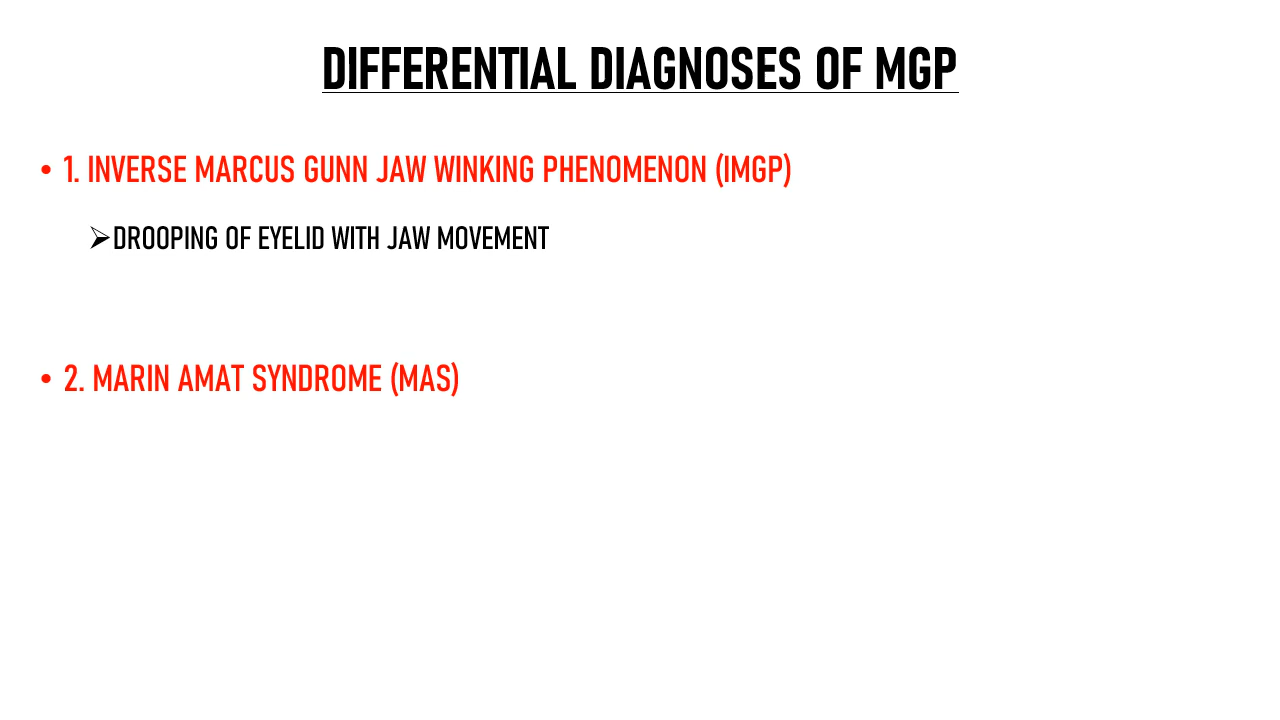 DIFFERENTIAL DIAGNOSES OF MGP
• 1. INVERSE MARCUS GUNN JAW WINKING PHENOMENON (IMGP)
➢DROOPING OF EYELID WITH JAW MOVEMENT
• 2. MARIN AMAT SYNDROME (MAS)